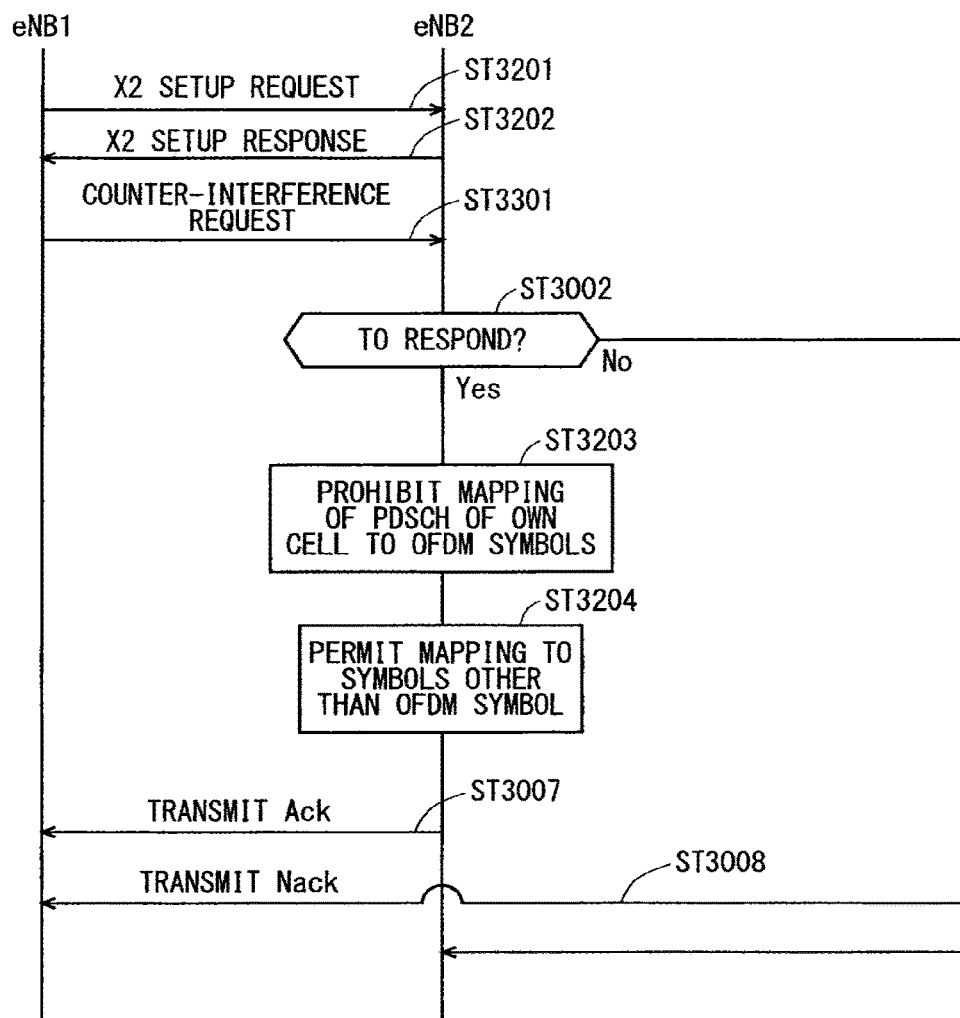 eNB1
eNB2
ST3201
X2 SETUP REQUEST
ST3202
X2 SETUP RESPONSE
COUNTER-INTERFERENCE
REQUEST
ST3301
ST3002
TO RESPOND?
No
Yes
ST3203
PROHIBIT MAPPING
OF PDSCH OF OWN
CELL TO OFDM SYMBOLS
ST3204
PERMIT MAPPING TO
SYMBOLS OTHER
THAN OFDM SYMBOL
ST3007
TRANSMIT Ack
ST3008
TRANSMIT Nack